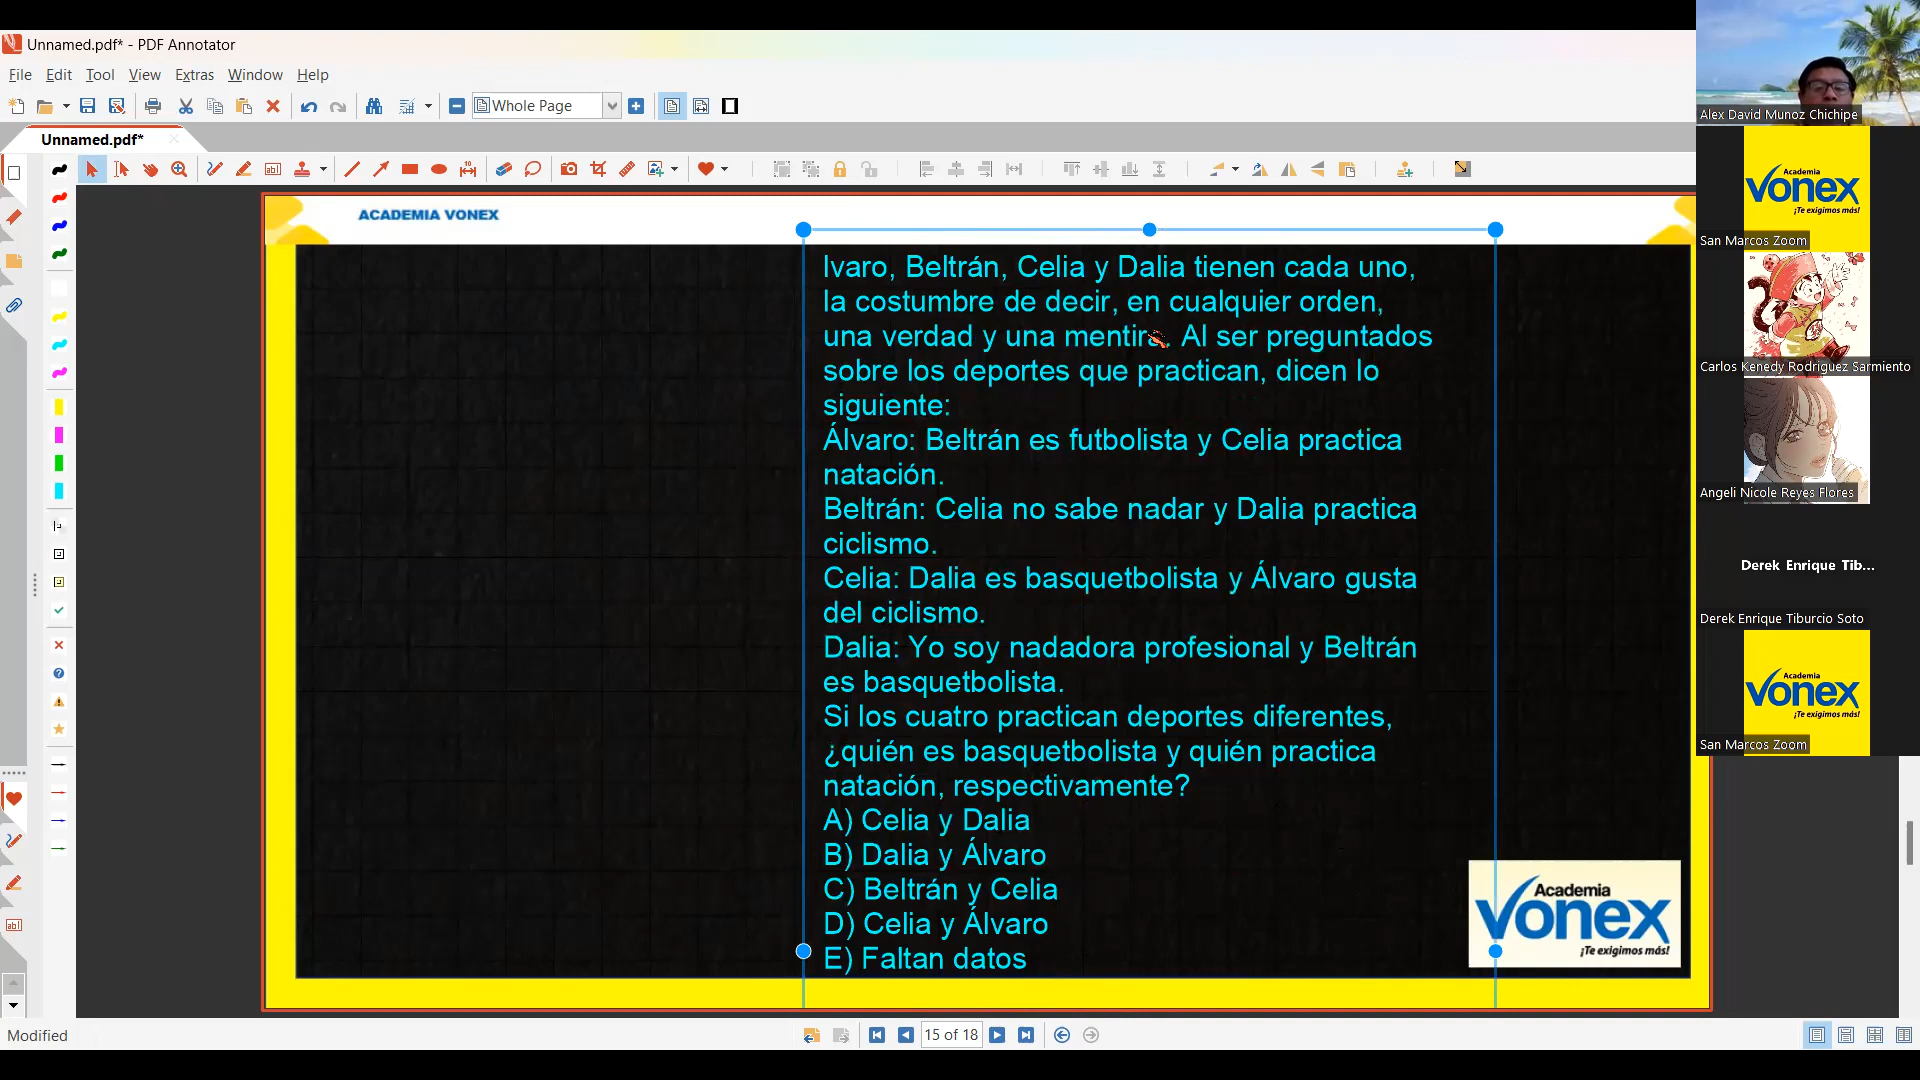 Unnamed.pdf* - PDF Annotator
File Edit Tool View Extras Window Help
Whole Page
Unnamed.pdf*
ACADEMIA VONEX
lvaro, Beltrán, Celia y Dalia tienen cada uno,
la costumbre de decir, en cualquier orden,
una verdad y una mentira. Al ser preguntados
sobre los deportes que practican, dicen lo
siguiente:
Álvaro: Beltrán es futbolista y Celia practica
natación.
Beltrán: Celia no sabe nadar y Dalia practica
ciclismo.
Celia: Dalia es basquetbolista y Álvaro gusta
del ciclismo.
Dalia: Yo soy nadadora profesional y Beltrán
es basquetbolista.
Si los cuatro practican deportes diferentes,
¿quién es basquetbolista y quién practica
natación, respectivamente?
A) Celia y Dalia
B) Dalia y Álvaro
C) Beltrán y Celia
D) Celia y Álvaro
E) Faltan datos
Academia
vonex
¡Te exigimos más!
Modified
15 of 18
Alex David Munoz Chichipe
Academia
vonex
¡Te exigimos más!
San Marcos Zoom
Carlos Kenedy Rodriguez Sarmiento
Angeli Nicole Reyes Flores
Derek Enrique Tib...
Derek Enrique Tiburcio Soto
Academia
vonex
¡Te exigimos más!
San Marcos Zoom